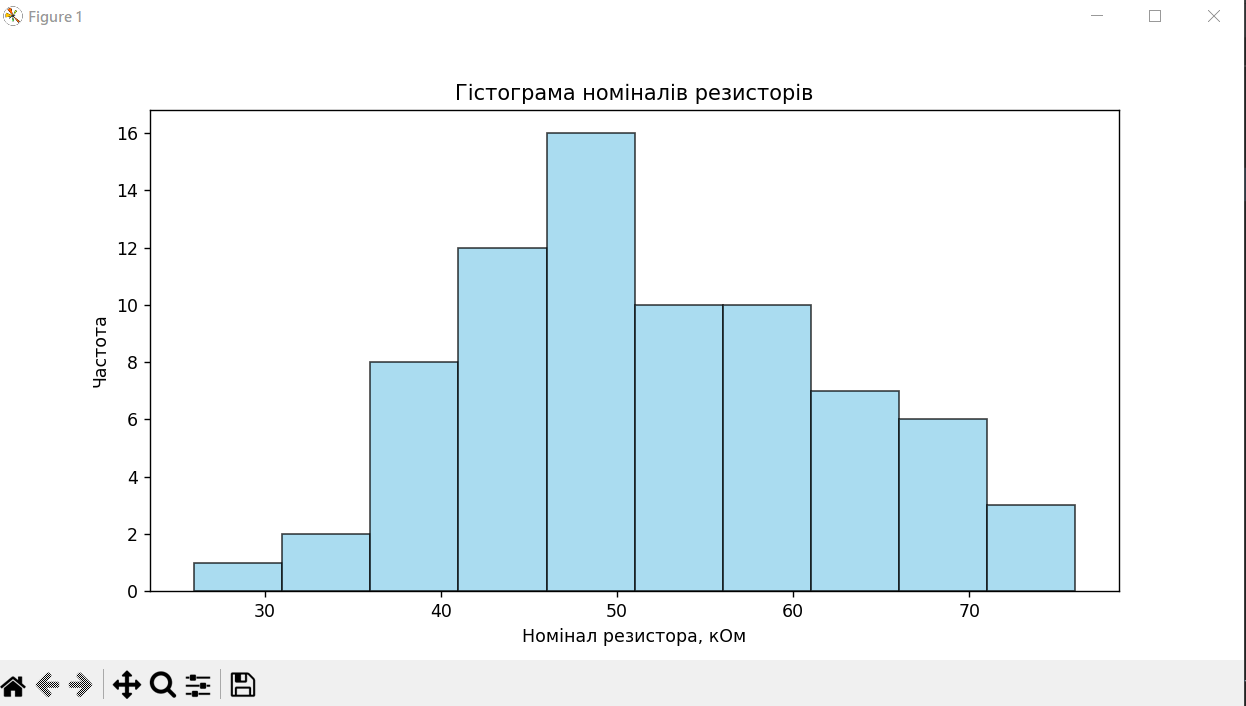 Figure 1
Гістограма номіналів резисторів
16
14
12
10
8
6
4
2
0
Частота
30 40 50 60 70
Номінал резистора, кОм